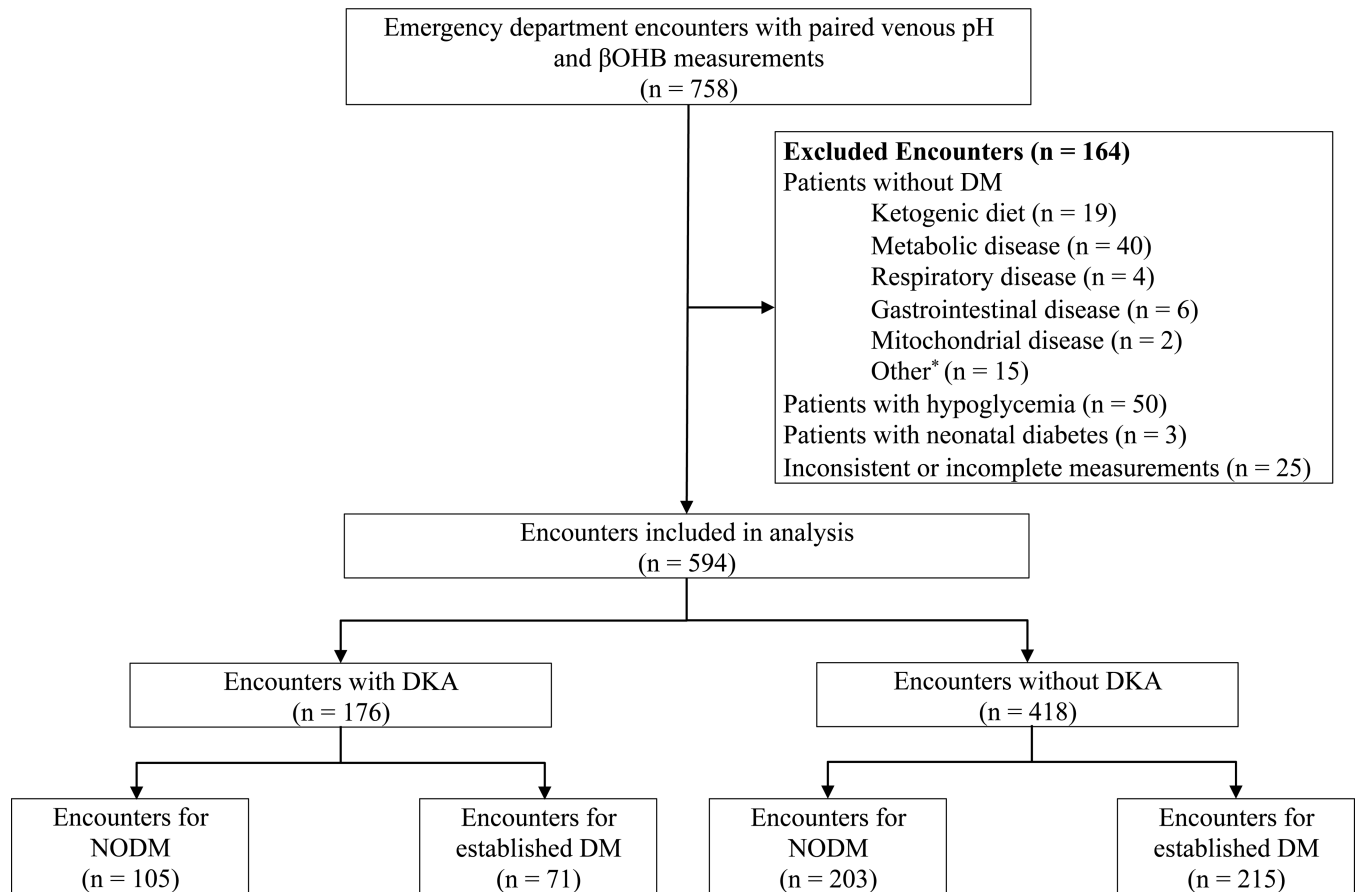 Emergency department encounters with paired venous pH
and βOHB measurements
(n = 758)
Excluded Encounters (n = 164)
Patients without DM
Ketogenic diet (n = 19)
Metabolic disease (n = 40)
Respiratory disease (n = 4)
Gastrointestinal disease (n = 6)
Mitochondrial disease (n = 2)
Other* (n = 15)
Patients with hypoglycemia (n = 50)
Patients with neonatal diabetes (n = 3)
Inconsistent or incomplete measurements (n = 25)
Encounters included in analysis
(n = 594)
Encounters with DKA
(n = 176)
Encounters without DKA
(n = 418)
Encounters for
NODM
(n = 105)
Encounters for
established DM
(n = 71)
Encounters for
NODM
(n = 203)
Encounters for
established DM
(n = 215)